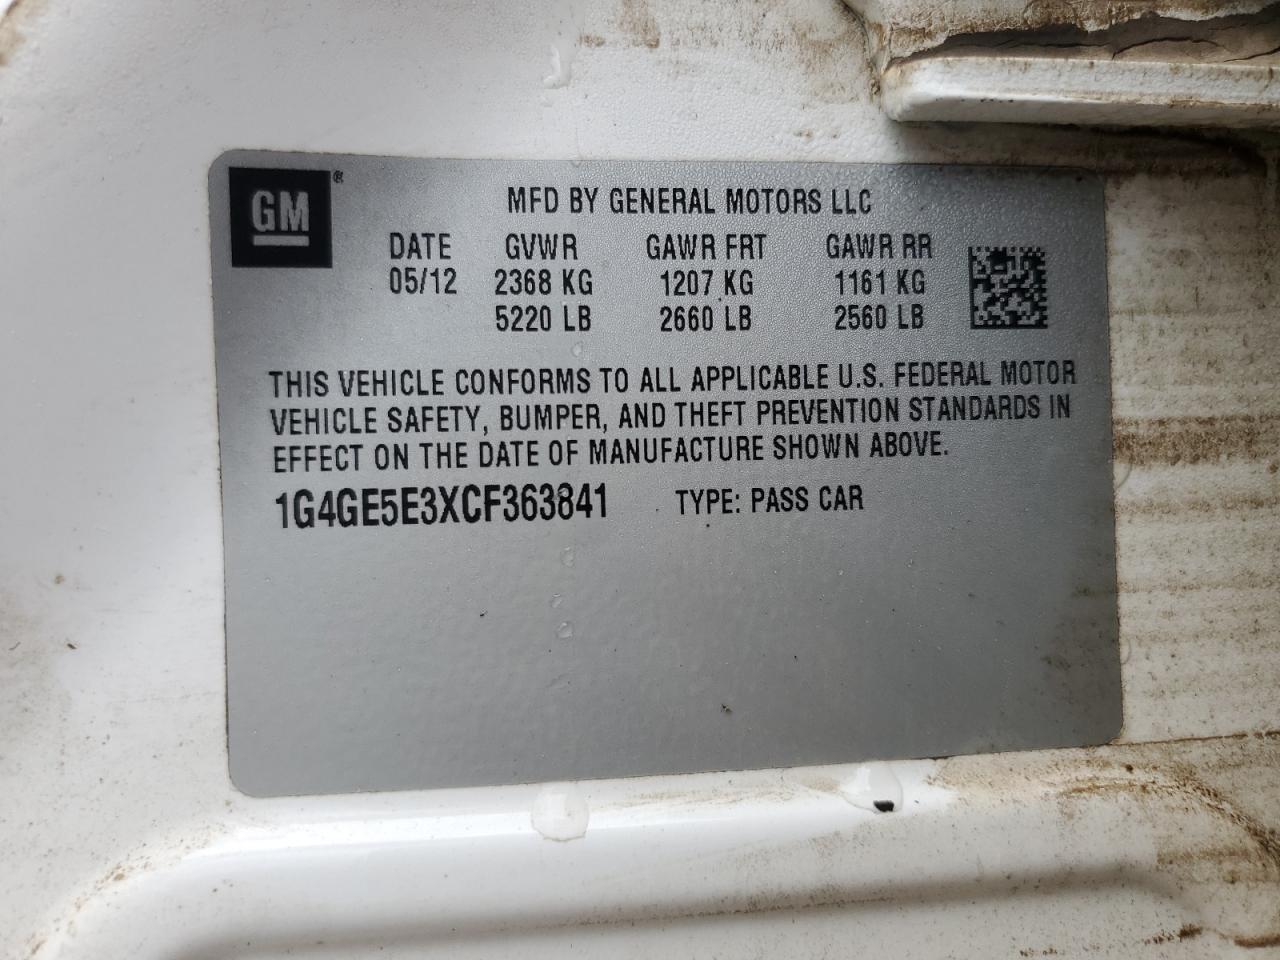 GM®
MFD BY GENERAL MOTORS LLC
DATE GVWR GAWR FRT GAWR RR
05/12 2368 KG 1207 KG 1161 KG
5220 LB 2660 LB 2560 LB
THIS VEHICLE CONFORMS TO ALL APPLICABLE U.S. FEDERAL MOTOR
VEHICLE SAFETY, BUMPER, AND THEFT PREVENTION STANDARDS IN
EFFECT ON THE DATE OF MANUFACTURE SHOWN ABOVE.
1G4GE5E3XCF363841 TYPE: PASS CAR